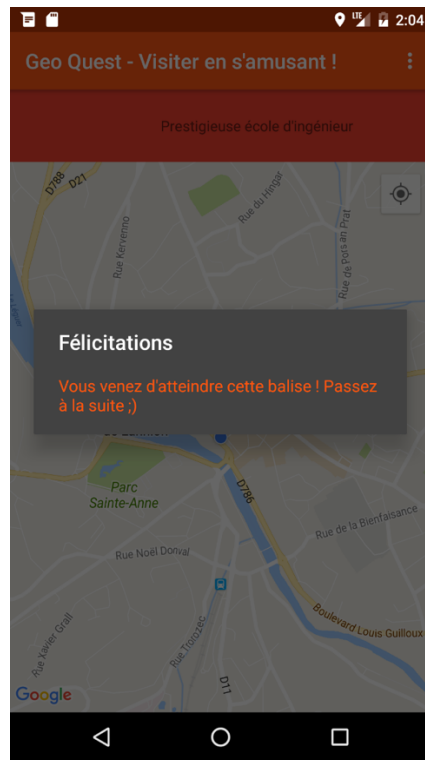 LTE 2:04
Geo Quest - Visiter en s'amusant !
Prestigieuse école d'ingénieur
D788
D21
Rue du Hingar
Rue Kervenno
Rue de Pors an Prat
Félicitations
Vous venez d'atteindre cette balise ! Passez
à la suite ;)
Parc
Sainte-Anne
D786
Rue de la Bienfaisance
Rue Noël Donval
Boulevard Louis Guilloux
Rue Xavier Grall
Rue Trorozec
D11
Google